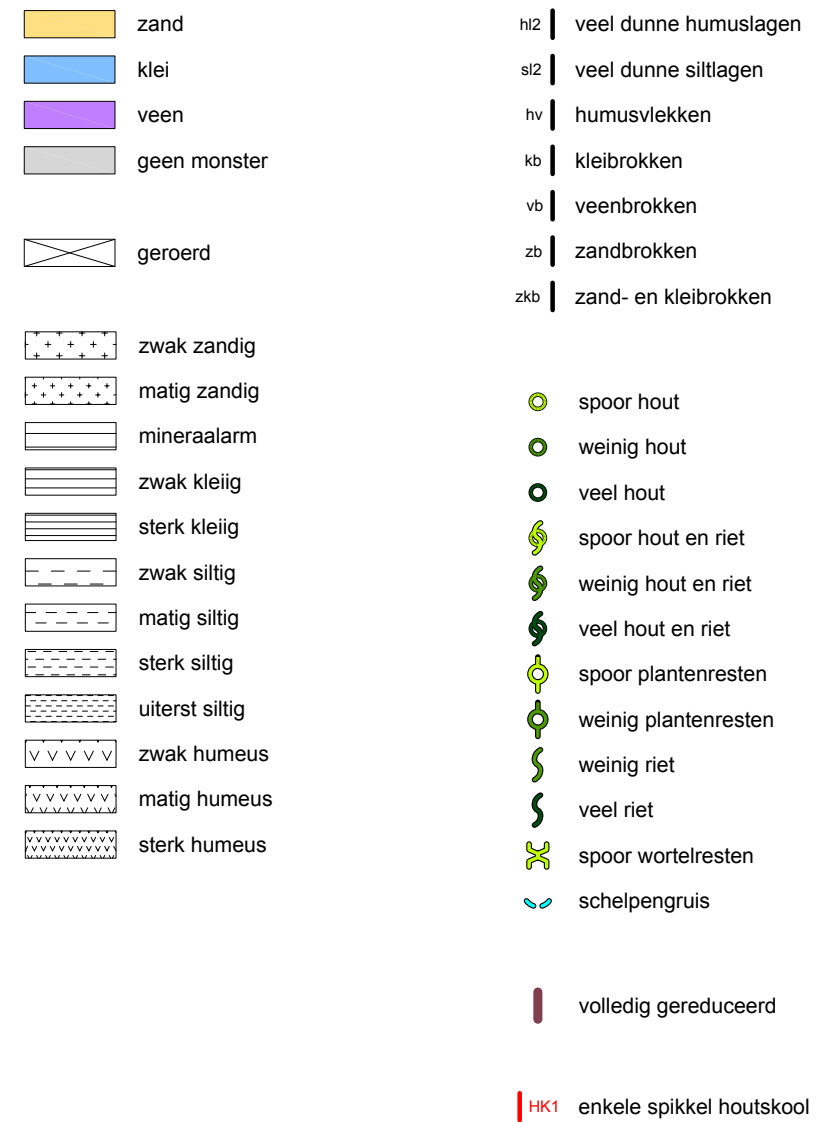 zand
klei
veen
geen monster
geroerd
zwak zandig
matig zandig
mineraalarm
zwak kleiig
sterk kleiig
zwak siltig
matig siltig
sterk siltig
uiterst siltig
zwak humeus
matig humeus
sterk humeus
hl2 veel dunne humuslagen
sl2 veel dunne siltlagen
hv humusvlekken
kb kleibrokken
vb veenbrokken
zb zandbrokken
zkb zand- en kleibrokken
spoor hout
weinig hout
veel hout
spoor hout en riet
weinig hout en riet
veel hout en riet
spoor plantenresten
weinig plantenresten
weinig riet
veel riet
spoor wortelresten
schelpengruis
volledig gereduceerd
HK1 enkele spikkel houtskool